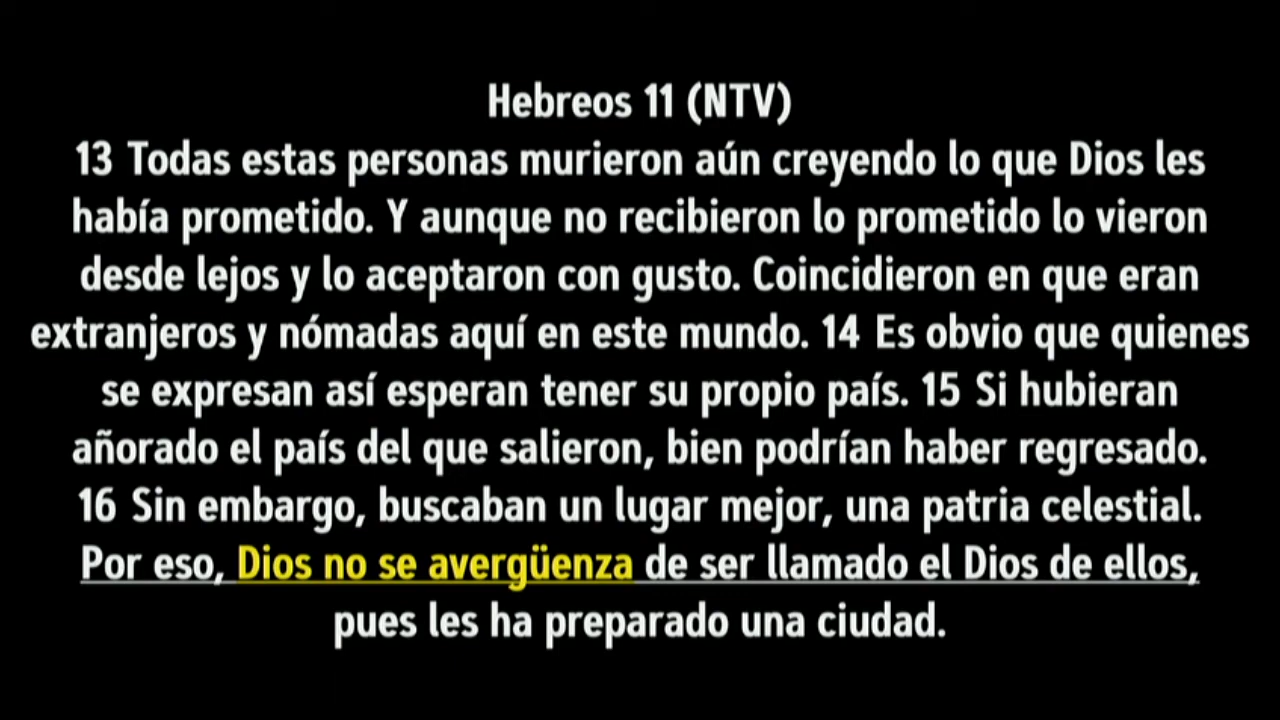 Hebreos 11 (NTV)
13 Todas estas personas murieron aún creyendo lo que Dios les
había prometido. Y aunque no recibieron lo prometido lo vieron
desde lejos y lo aceptaron con gusto. Coincidieron en que eran
extranjeros y nómadas aquí en este mundo. 14 Es obvio que quienes
se expresan así esperan tener su propio país. 15 Si hubieran
añorado el país del que salieron, bien podrían haber regresado.
16 Sin embargo, buscaban un lugar mejor, una patria celestial.
Por eso, Dios no se avergüenza de ser llamado el Dios de ellos,
pues les ha preparado una ciudad.